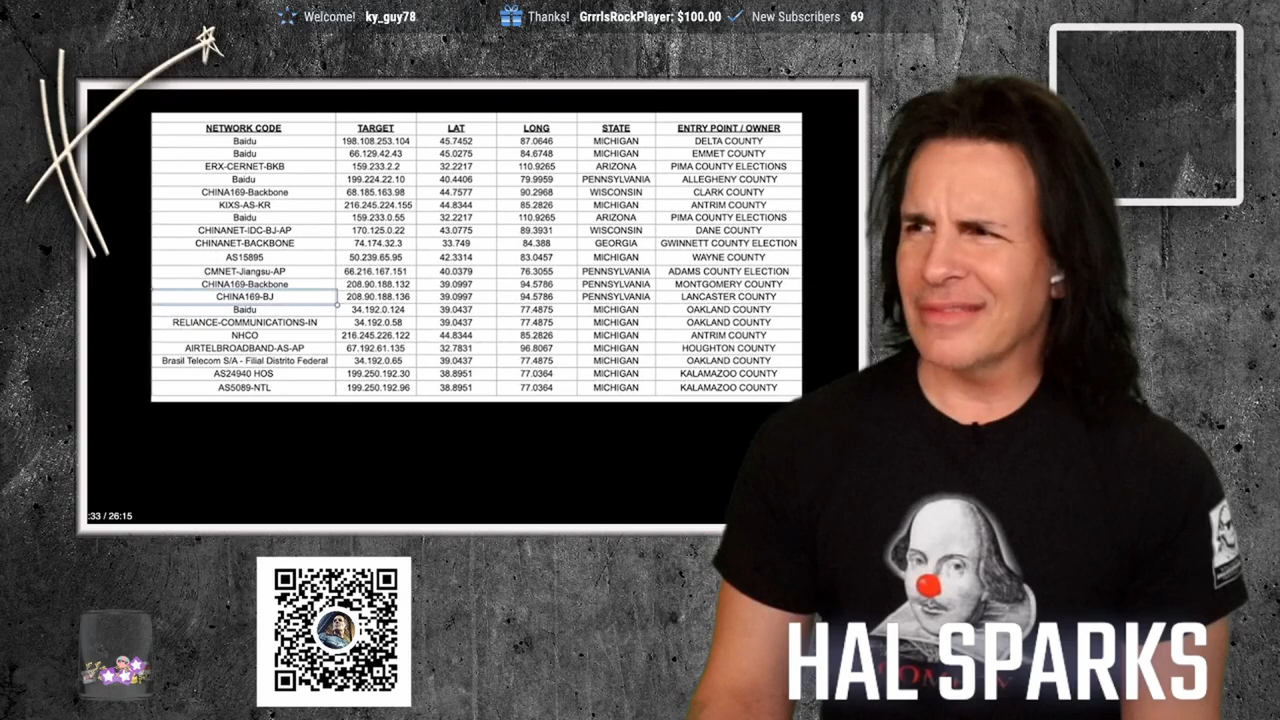 Welcome! ky_guy78 Thanks! GrrrlsRockPlayer: $100.00 New Subscribers 69
NETWORK CODE TARGET LAT LONG STATE ENTRY POINT / OWNER
Baidu 198.108.253.104 45.7452 87.0646 MICHIGAN DELTA COUNTY
Baidu 66.129.42.43 45.0275 84.6748 MICHIGAN EMMET COUNTY
ERX-CERNET-BKB 159.233.2.2 32.2217 110.9265 ARIZONA PIMA COUNTY ELECTIONS
Baidu 199.224.22.10 40.4406 79.9959 PENNSYLVANIA ALLEGHENY COUNTY
CHINA169-Backbone 68.185.163.98 44.7577 90.2968 WISCONSIN CLARK COUNTY
KIXS-AS-KR 216.245.224.155 44.8344 85.2826 MICHIGAN ANTRIM COUNTY
Baidu 159.233.0.55 32.2217 110.9265 ARIZONA PIMA COUNTY ELECTIONS
CHINANET-IDC-BJ-AP 170.125.0.22 43.0775 89.3931 WISCONSIN DANE COUNTY
CHINANET-BACKBONE 74.174.32.3 33.749 84.388 GEORGIA GWINNETT COUNTY ELECTION
AS15895 50.239.65.95 42.3314 83.0457 MICHIGAN WAYNE COUNTY
CMNET-Jiangsu-AP 66.216.167.151 40.0379 76.3055 PENNSYLVANIA ADAMS COUNTY ELECTION
CHINA169-Backbone 208.90.188.132 39.0997 94.5786 PENNSYLVANIA MONTGOMERY COUNTY
CHINA169-BJ 208.90.188.136 39.0997 94.5786 PENNSYLVANIA LANCASTER COUNTY
Baidu 34.192.0.124 39.0437 77.4875 MICHIGAN OAKLAND COUNTY
RELIANCE-COMMUNICATIONS-IN 34.192.0.58 39.0437 77.4875 MICHIGAN OAKLAND COUNTY
NHCO 216.245.226.122 44.8344 85.2826 MICHIGAN ANTRIM COUNTY
AIRTELBROADBAND-AS-AP 67.192.61.135 32.7831 96.8067 MICHIGAN HOUGHTON COUNTY
Brasil Telecom S/A - Filial Distrito Federal 34.192.0.65 39.0437 77.4875 MICHIGAN OAKLAND COUNTY
AS24940 HOS 199.250.192.30 38.8951 77.0364 MICHIGAN KALAMAZOO COUNTY
AS5089-NTL 199.250.192.96 38.8951 77.0364 MICHIGAN KALAMAZOO COUNTY
:33 / 26:15
HAL SPARKS